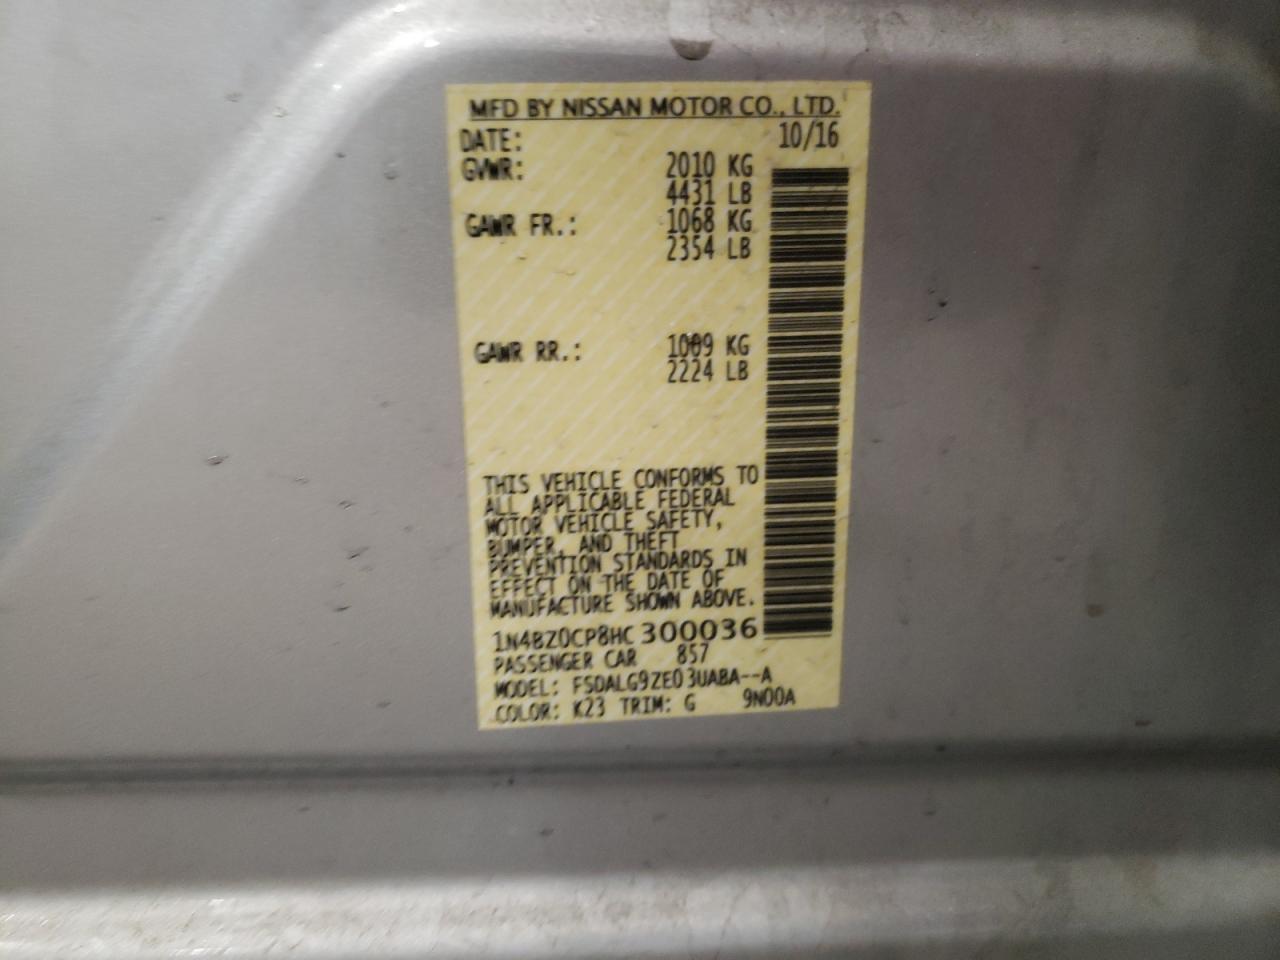 MFD BY NISSAN MOTOR CO., LTD.
DATE: 10/16
GVWR: 2010 KG
4431 LB
GAWR FR.: 1068 KG
2354 LB
GAWR RR.: 1009 KG
2224 LB
THIS VEHICLE CONFORMS TO
ALL APPLICABLE FEDERAL
MOTOR VEHICLE SAFETY,
BUMPER, AND THEFT
PREVENTION STANDARDS IN
EFFECT ON THE DATE OF
MANUFACTURE SHOWN ABOVE.
1N4BZ0CP8HC 300036
PASSENGER CAR 857
MODEL: FSDALG9ZE03UABA--A
COLOR: K23 TRIM: G 9N00A